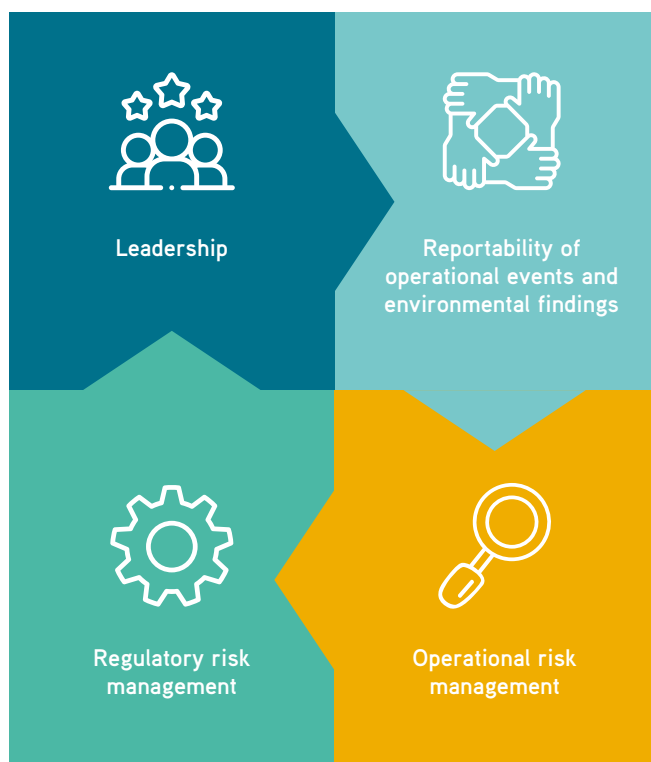 Leadership
Reportability of
operational events and
environmental findings
Regulatory risk
management
Operational risk
management